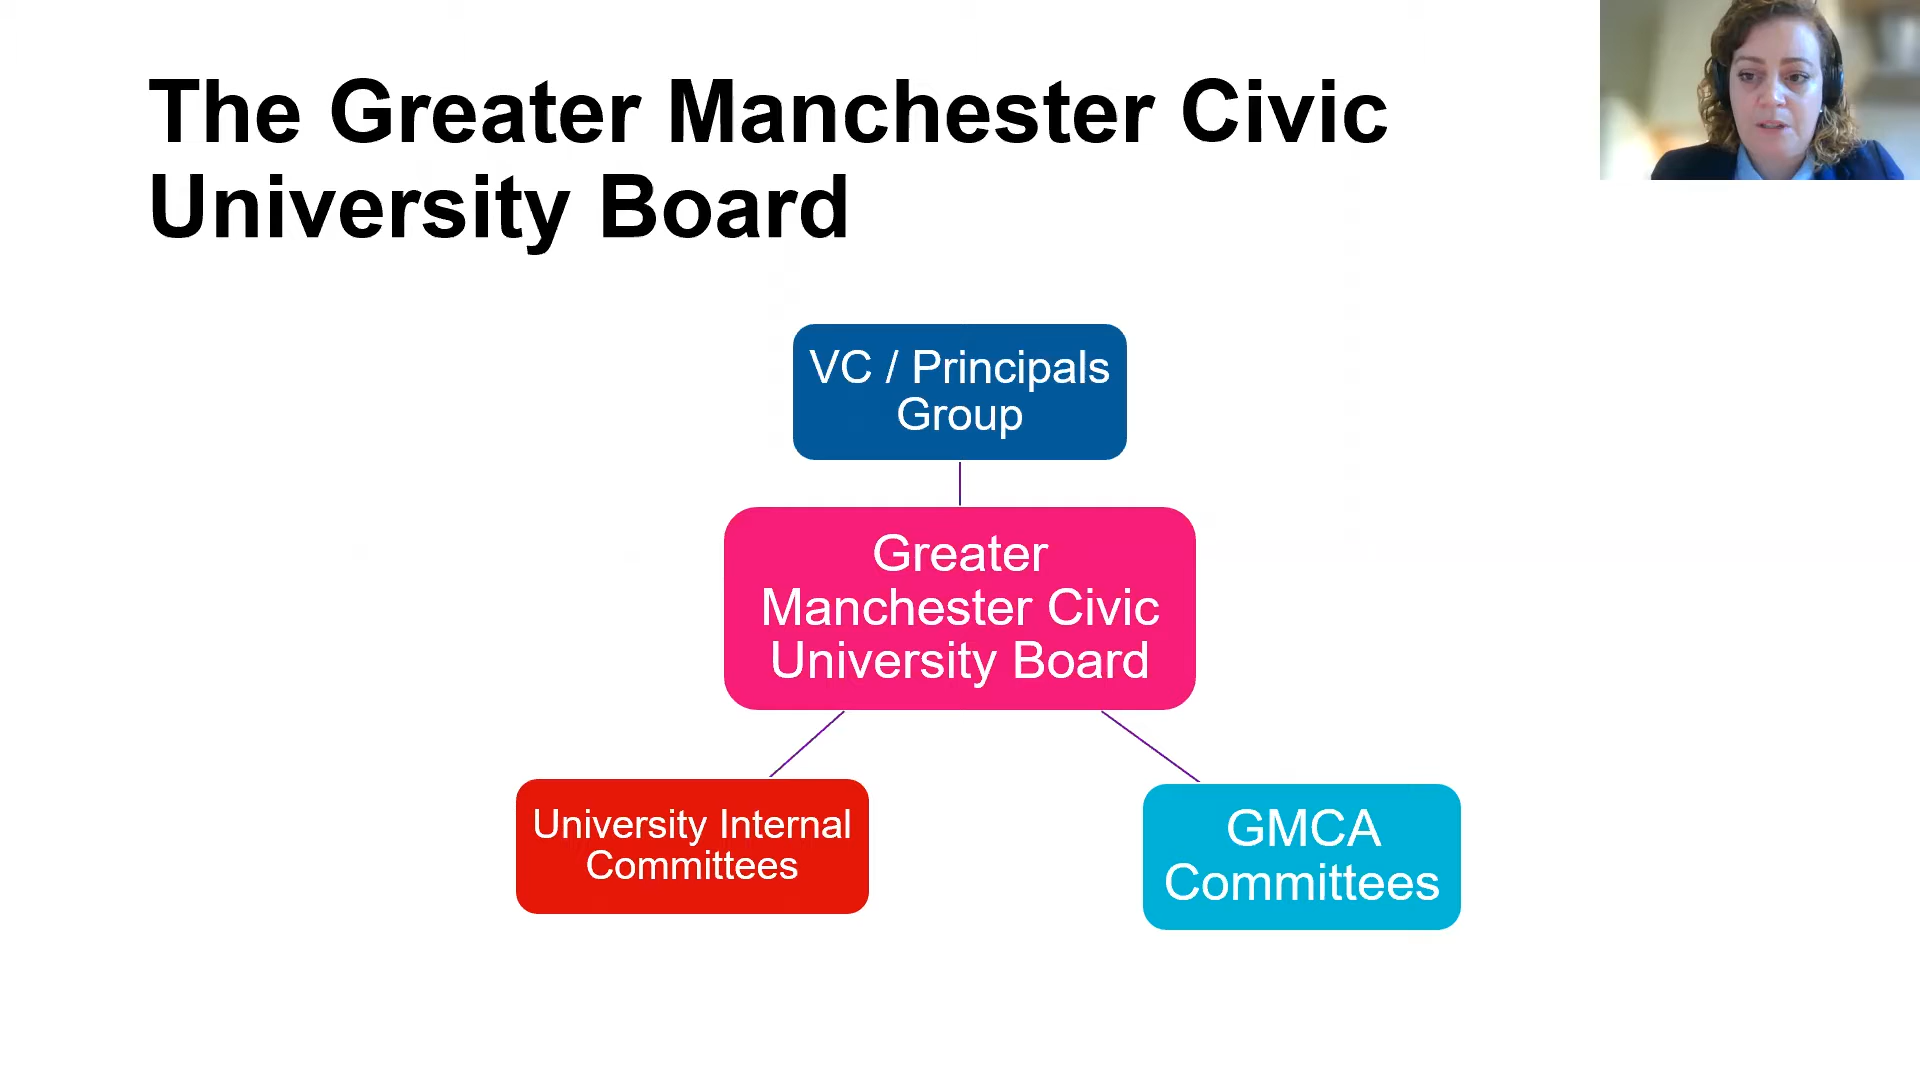 The Greater Manchester Civic
University Board
VC / Principals
Group
Greater
Manchester Civic
University Board
University Internal
Committees
GMCA
Committees